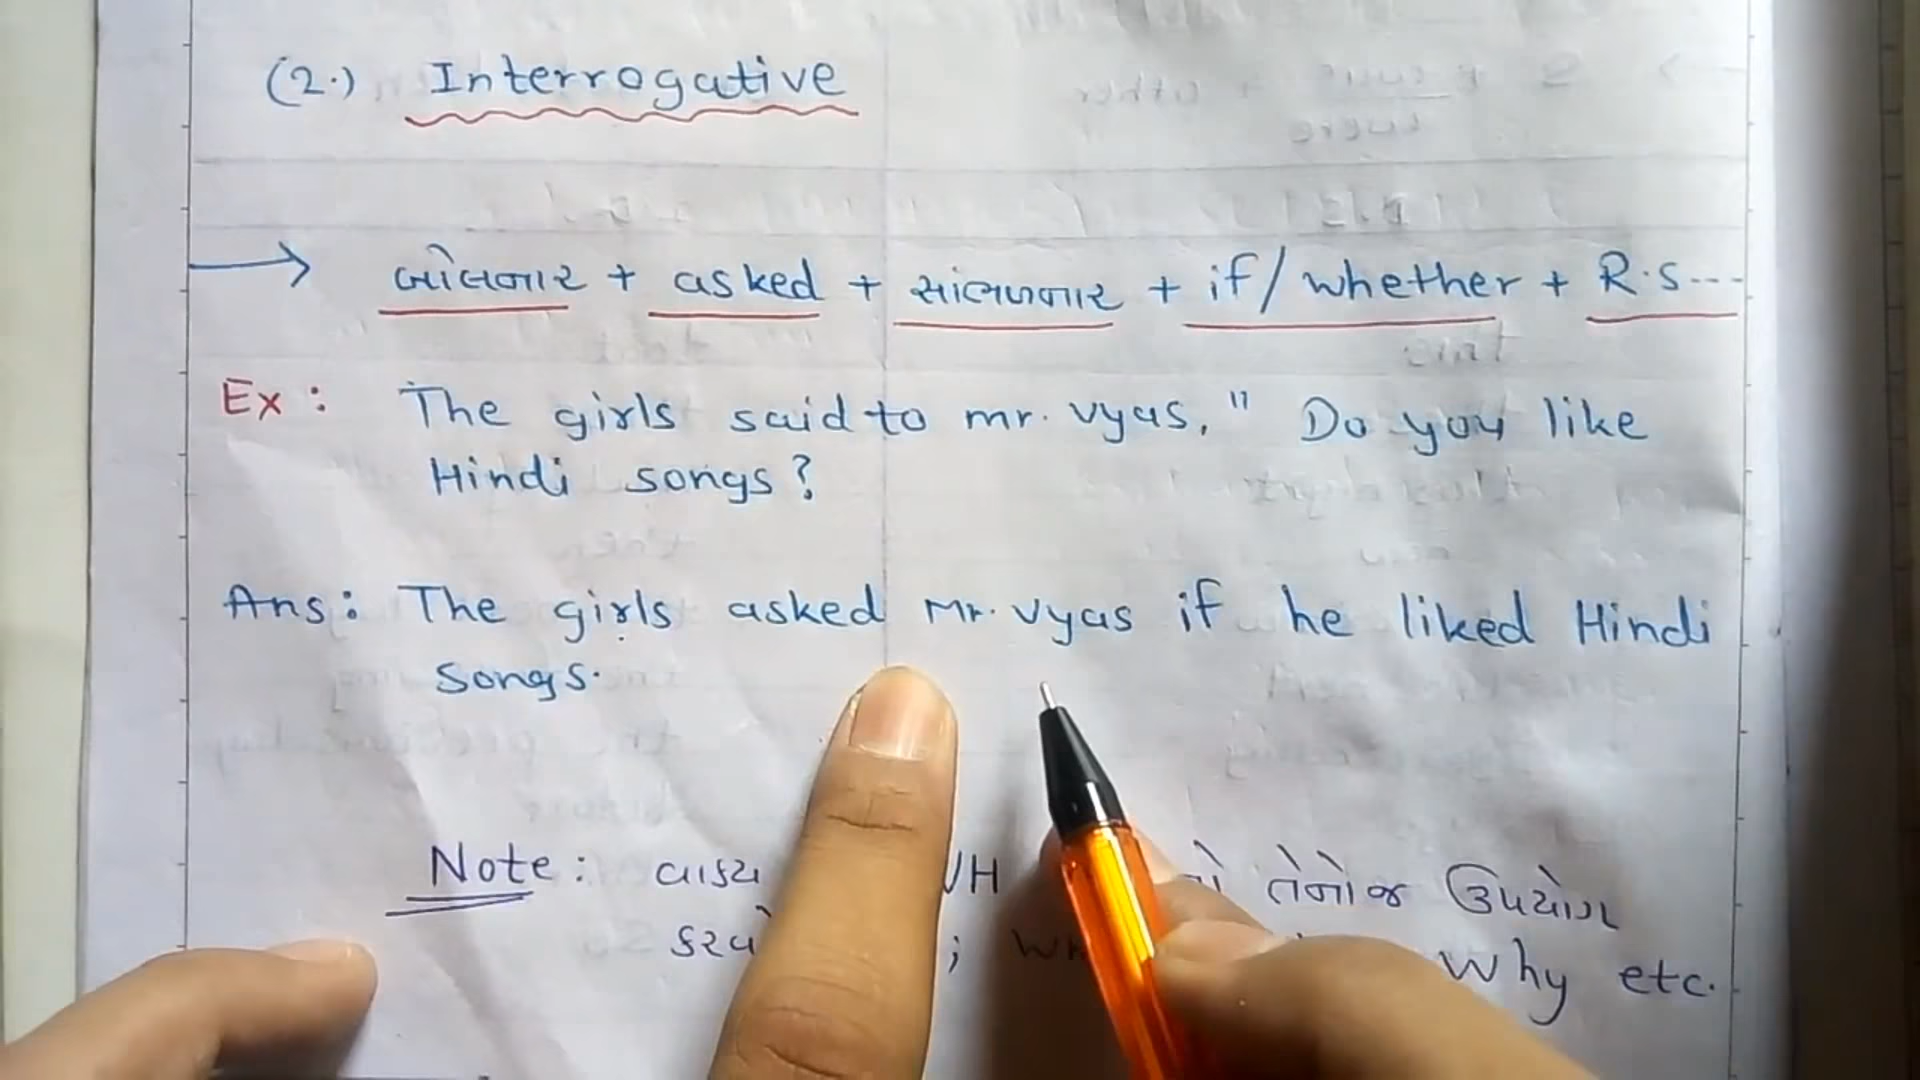 (2.) Interrogative
→ બોલનાર + asked + સાંભળનાર + if / whether + R.S...
Ex : The girls said to mr. vyas, " Do you like
Hindi songs ?
Ans : The girls asked Mr. vyas if he liked Hindi
songs.
Note : વાક્ય WH તેનોજ ઉપયોગ
; Why etc.